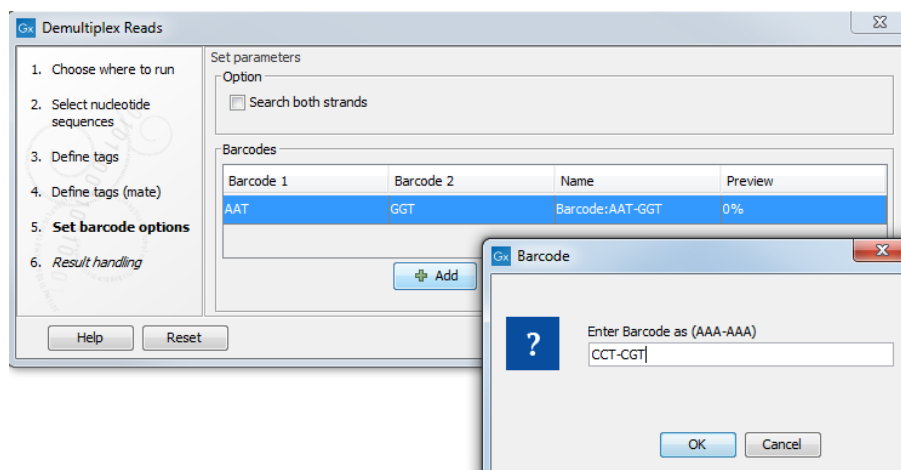 Gx Demultiplex Reads
1. Choose where to run
2. Select nucleotide
sequences
3. Define tags
4. Define tags (mate)
5. Set barcode options
6. Result handling
Set parameters
Option
Search both strands
Barcodes
Barcode 1 Barcode 2 Name Preview
AAT GGT Barcode:AAT-GGT 0%
Add
Help Reset
Gx Barcode
?
Enter Barcode as (AAA-AAA)
CCT-CGT
OK Cancel